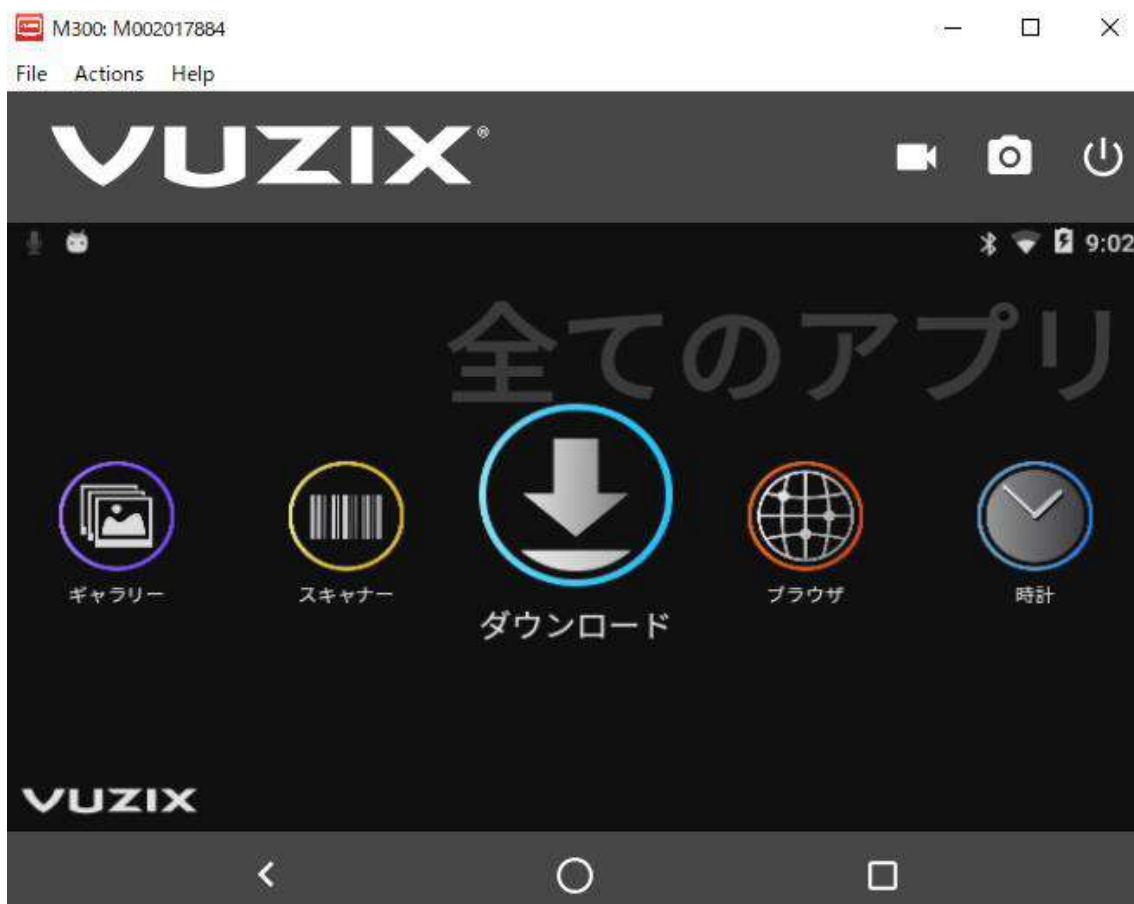 M300: M002017884
File Actions Help
VUZIX®
9:02
全てのアプリ
ギャラリー スキャナー ダウンロード ブラウザ 時計
VUZIX